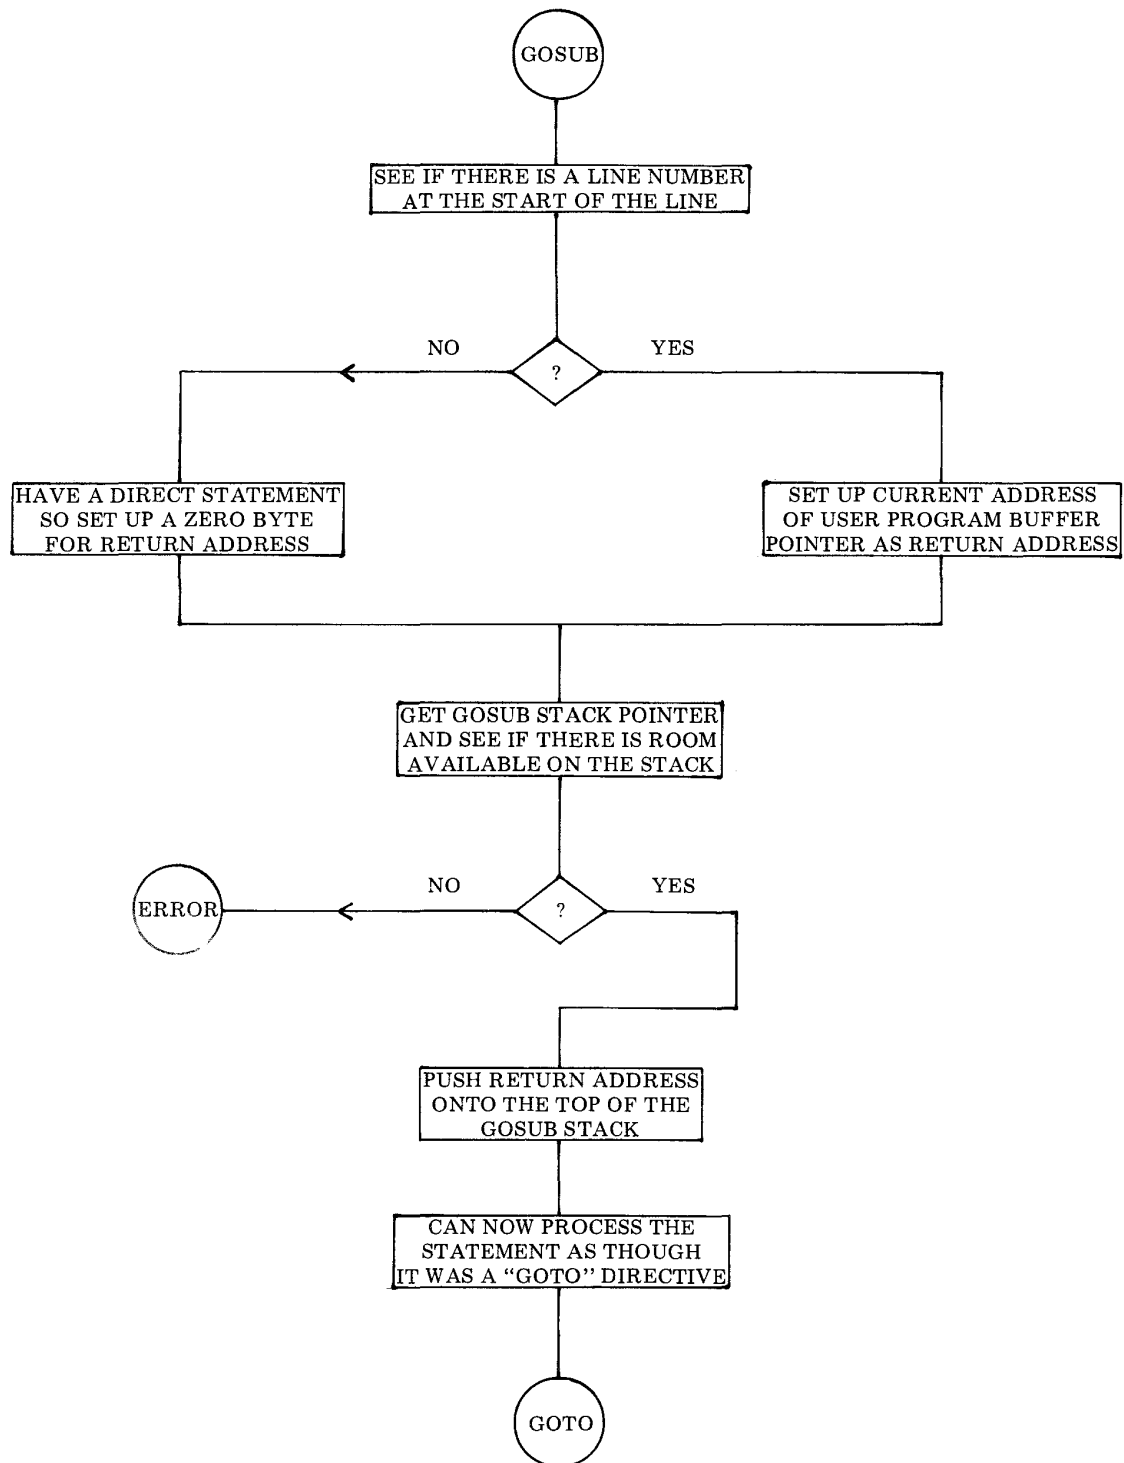 GOSUB
SEE IF THERE IS A LINE NUMBER
AT THE START OF THE LINE
NO
YES
?
HAVE A DIRECT STATEMENT
SO SET UP A ZERO BYTE
FOR RETURN ADDRESS
SET UP CURRENT ADDRESS
OF USER PROGRAM BUFFER
POINTER AS RETURN ADDRESS
GET GOSUB STACK POINTER
AND SEE IF THERE IS ROOM
AVAILABLE ON THE STACK
NO
YES
ERROR
?
PUSH RETURN ADDRESS
ONTO THE TOP OF THE
GOSUB STACK
CAN NOW PROCESS THE
STATEMENT AS THOUGH
IT WAS A “GOTO” DIRECTIVE
GOTO